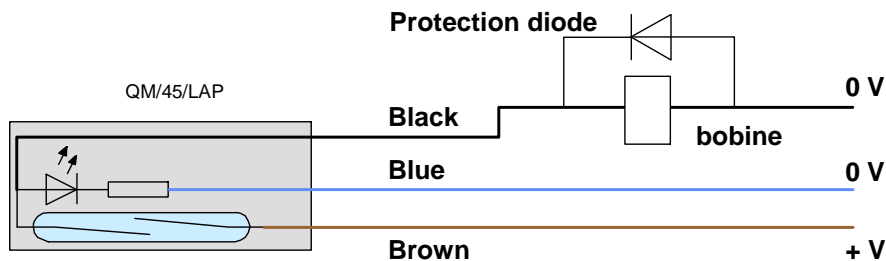 Protection diode
QM/45/LAP
0 V
Black
bobine
Blue
0 V
Brown
+ V